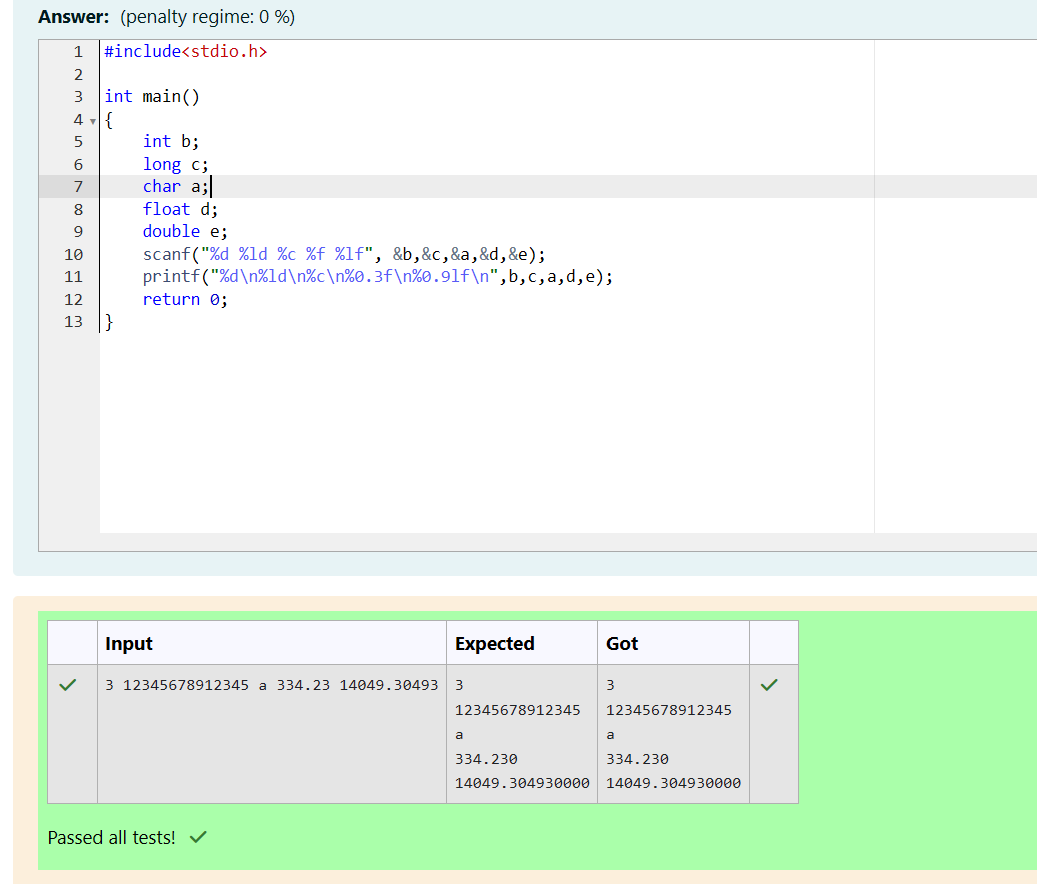 Answer: (penalty regime: 0 %)
1 #include<stdio.h>
2
3 int main()
4 {
5 int b;
6 long c;
7 char a;
8 float d;
9 double e;
10 scanf("%d %ld %c %f %lf", &b,&c,&a,&d,&e);
11 printf("%d\n%ld\n%c\n%0.3f\n%0.9lf\n",b,c,a,d,e);
12 return 0;
13 }
Input Expected Got
3 12345678912345 a 334.23 14049.30493 3 3
12345678912345 12345678912345
a a
334.230 334.230
14049.304930000 14049.304930000
Passed all tests!